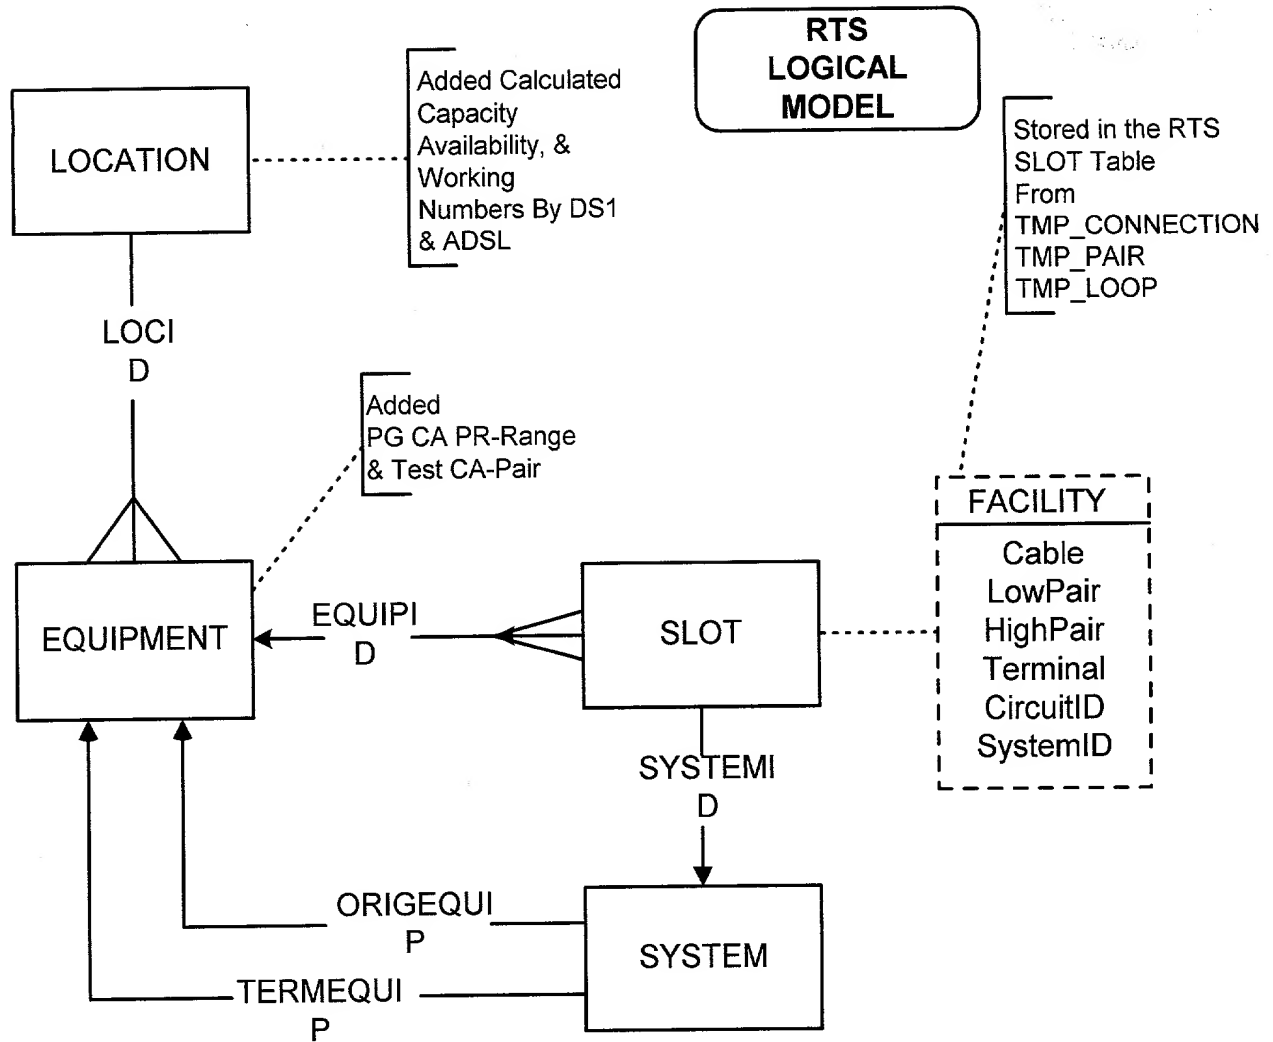 RTS
LOGICAL
MODEL
LOCATION
Added Calculated
Capacity
Availability, &
Working
Numbers By DS1
& ADSL
Stored in the RTS
SLOT Table
From
TMP_CONNECTION
TMP_PAIR
TMP_LOOP
LOCI
D
Added
PG CA PR-Range
& Test CA-Pair
FACILITY
Cable
LowPair
HighPair
Terminal
CircuitID
SystemID
EQUIPMENT
EQUIPI
D
SLOT
SYSTEMI
D
ORIGEQUI
P
SYSTEM
TERMEQUI
P